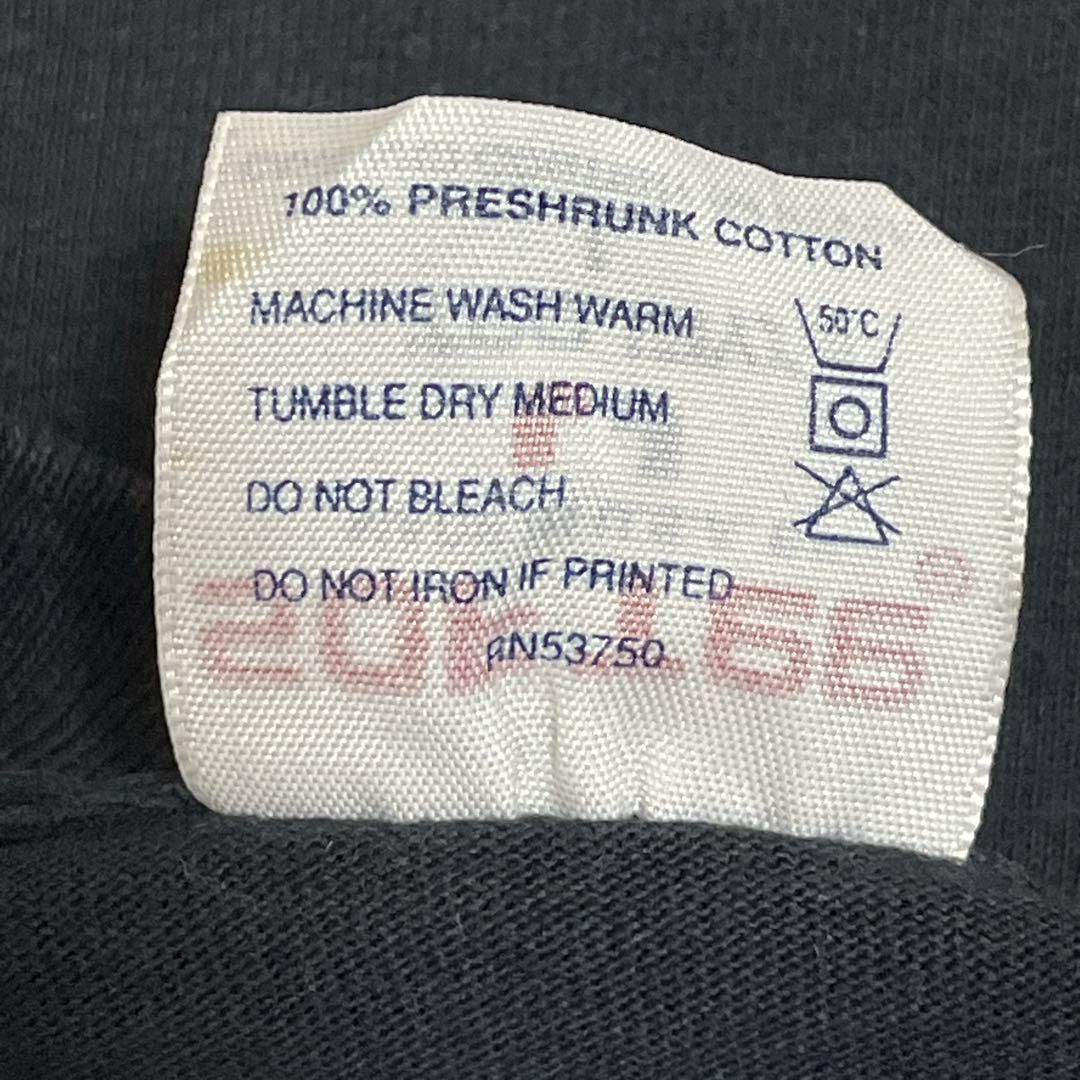 100% PRESHRUNK COTTON
MACHINE WASH WARM
50°C
TUMBLE DRY MEDIUM
DO NOT BLEACH
DO NOT IRON IF PRINTED
RN53750